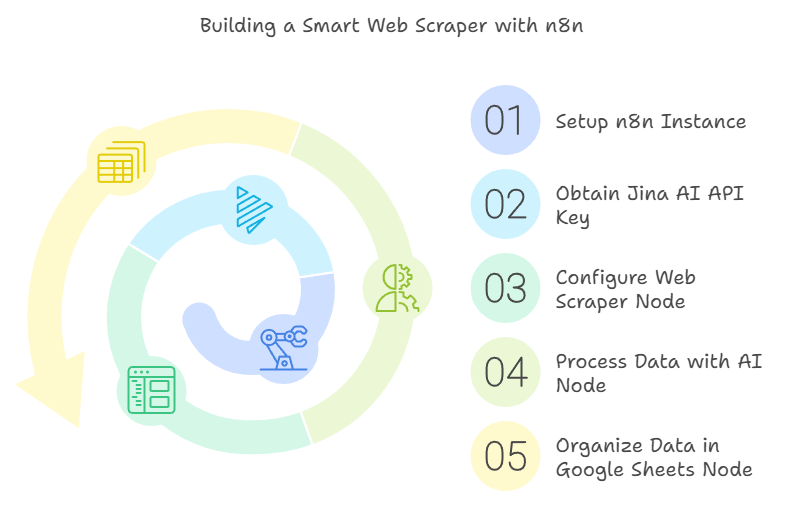 Building a Smart Web Scraper with n8n
01
Setup n8n Instance
02
Obtain Jina AI API
Key
03
Configure Web
Scraper Node
04
Process Data with AI
Node
05
Organize Data in
Google Sheets Node